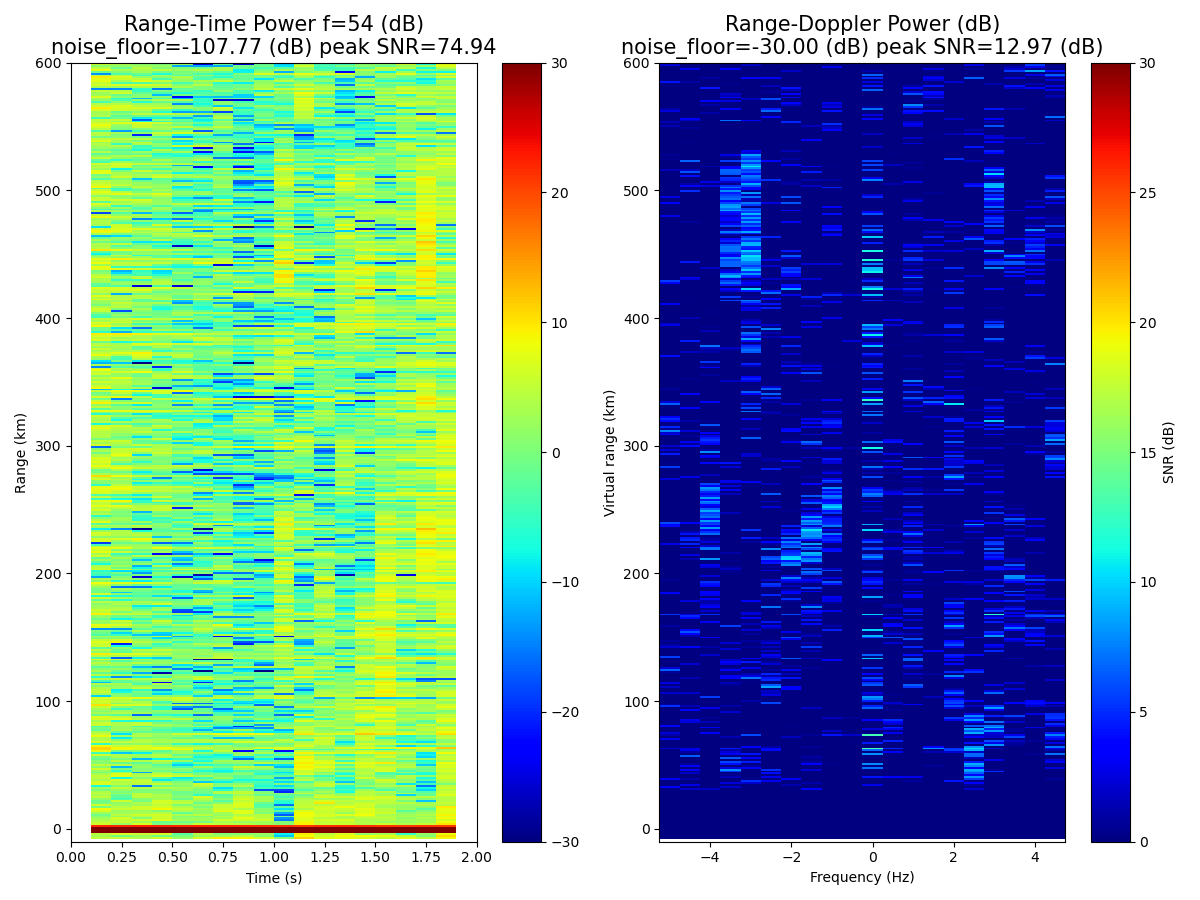 Range-Time Power f=54 (dB)
noise_floor=-107.77 (dB) peak SNR=74.94
Range (km)
600
500
400
300
200
100
0
0.00 0.25 0.50 0.75 1.00 1.25 1.50 1.75 2.00
Time (s)
30
20
10
0
−10
−20
−30
Range-Doppler Power (dB)
noise_floor=-30.00 (dB) peak SNR=12.97 (dB)
Virtual range (km)
600
500
400
300
200
100
0
−4 −2 0 2 4
Frequency (Hz)
30
25
20
15
10
5
0
SNR (dB)